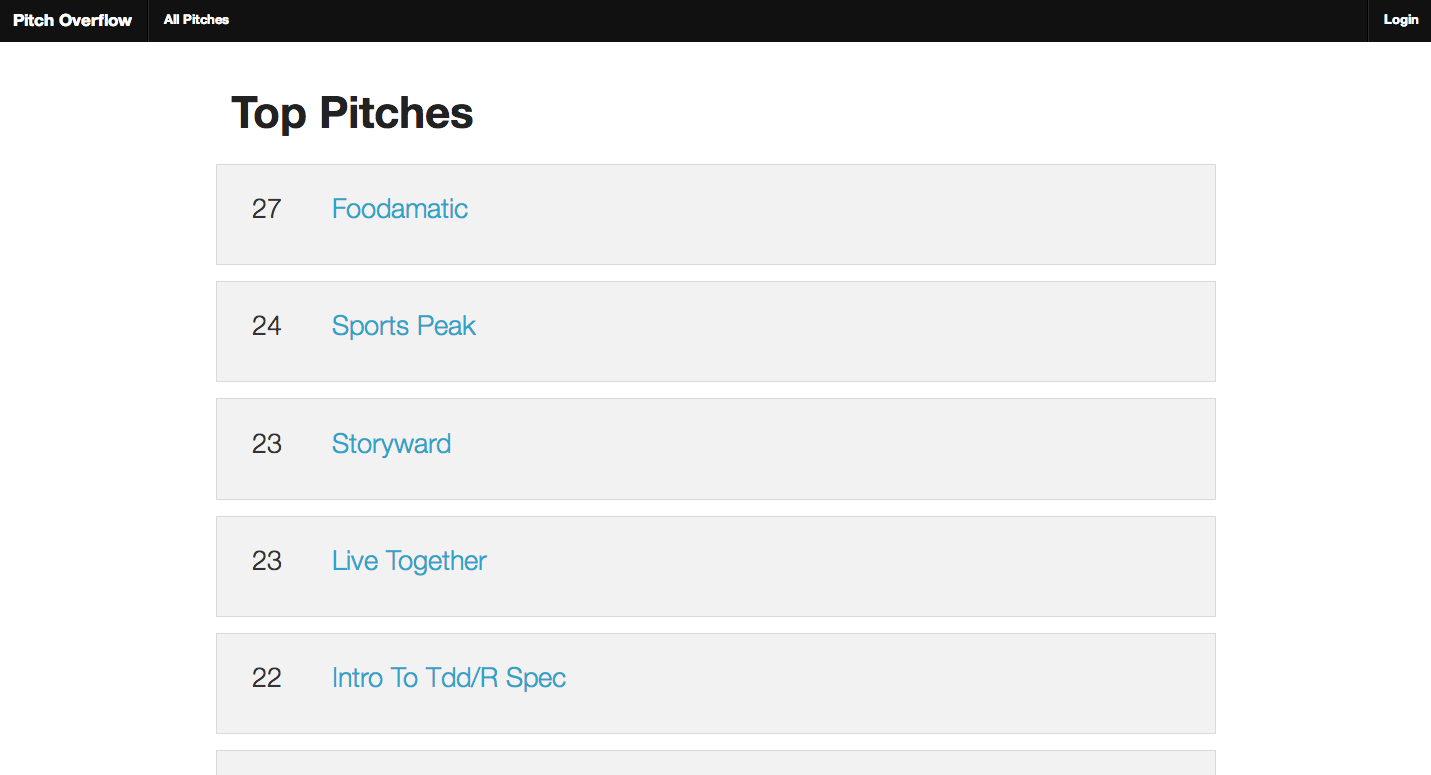 Pitch Overflow All Pitches Login
Top Pitches
27 Foodamatic
24 Sports Peak
23 Storyward
23 Live Together
22 Intro To Tdd/R Spec